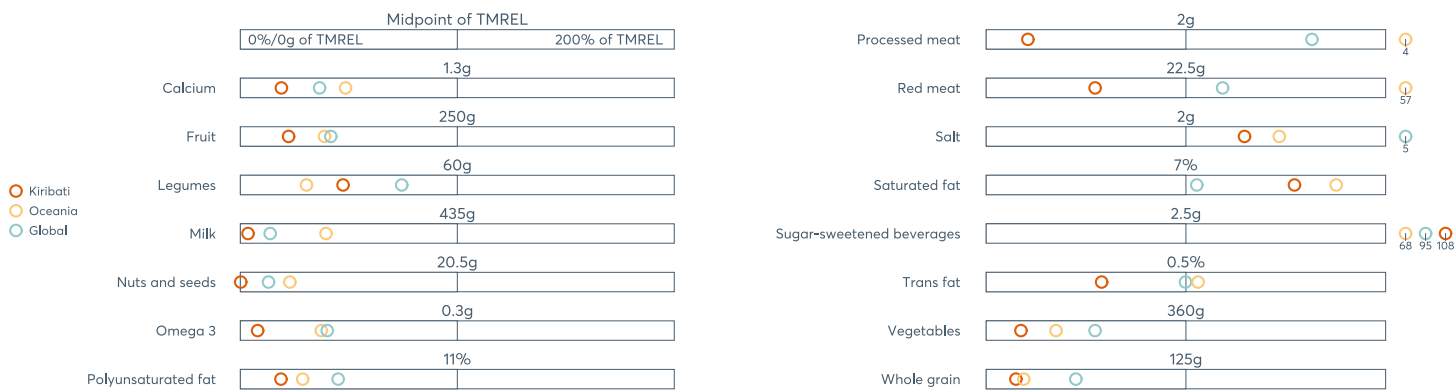 Midpoint of TMREL
0%/0g of TMREL 200% of TMREL
1.3g
Calcium
250g
Fruit
60g
Legumes
435g
Milk
20.5g
Nuts and seeds
0.3g
Omega 3
11%
Polyunsaturated fat
Kiribati
Oceania
Global
2g
Processed meat
4
22.5g
Red meat
57
2g
Salt
5
7%
Saturated fat
2.5g
Sugar-sweetened beverages
68 95 108
0.5%
Trans fat
360g
Vegetables
125g
Whole grain